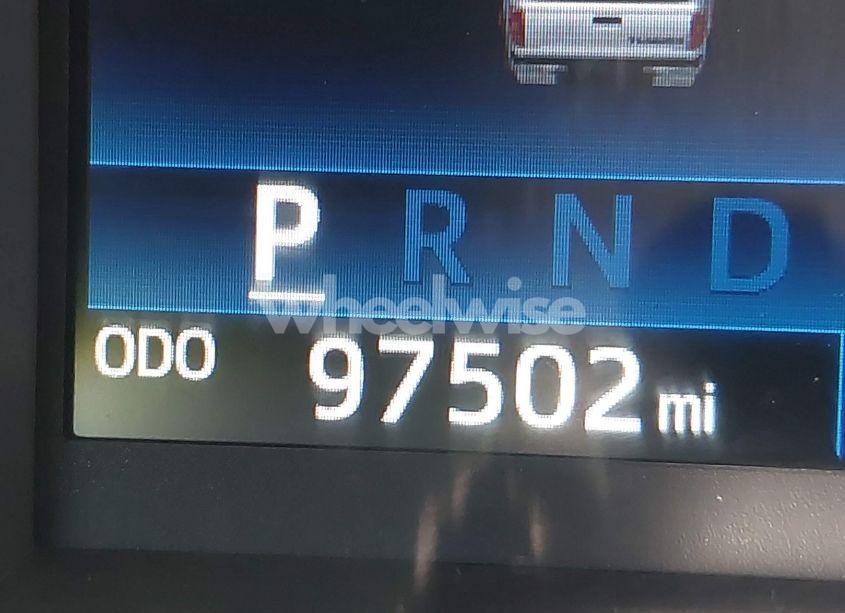 P R N D
wheelwise
ODO 97502 mi